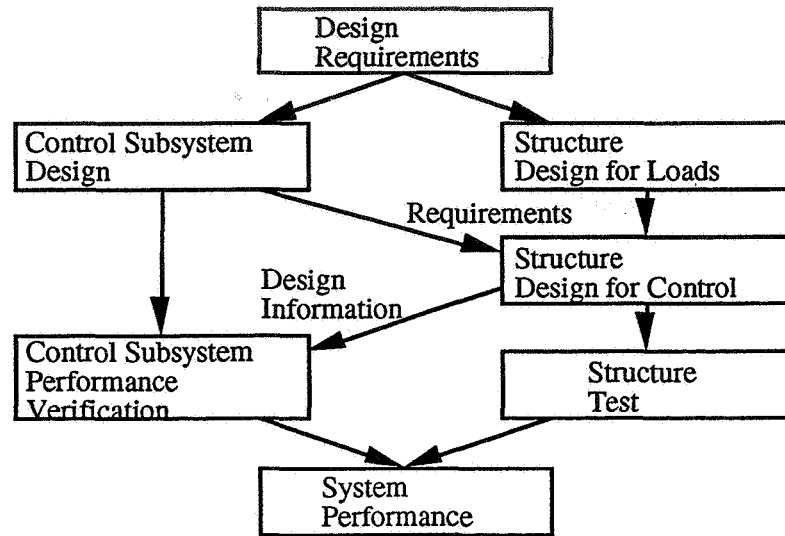 Design
Requirements
Control Subsystem
Design
Structure
Design for Loads
Requirements
Structure
Design for Control
Design
Information
Control Subsystem
Performance
Verification
Structure
Test
System
Performance